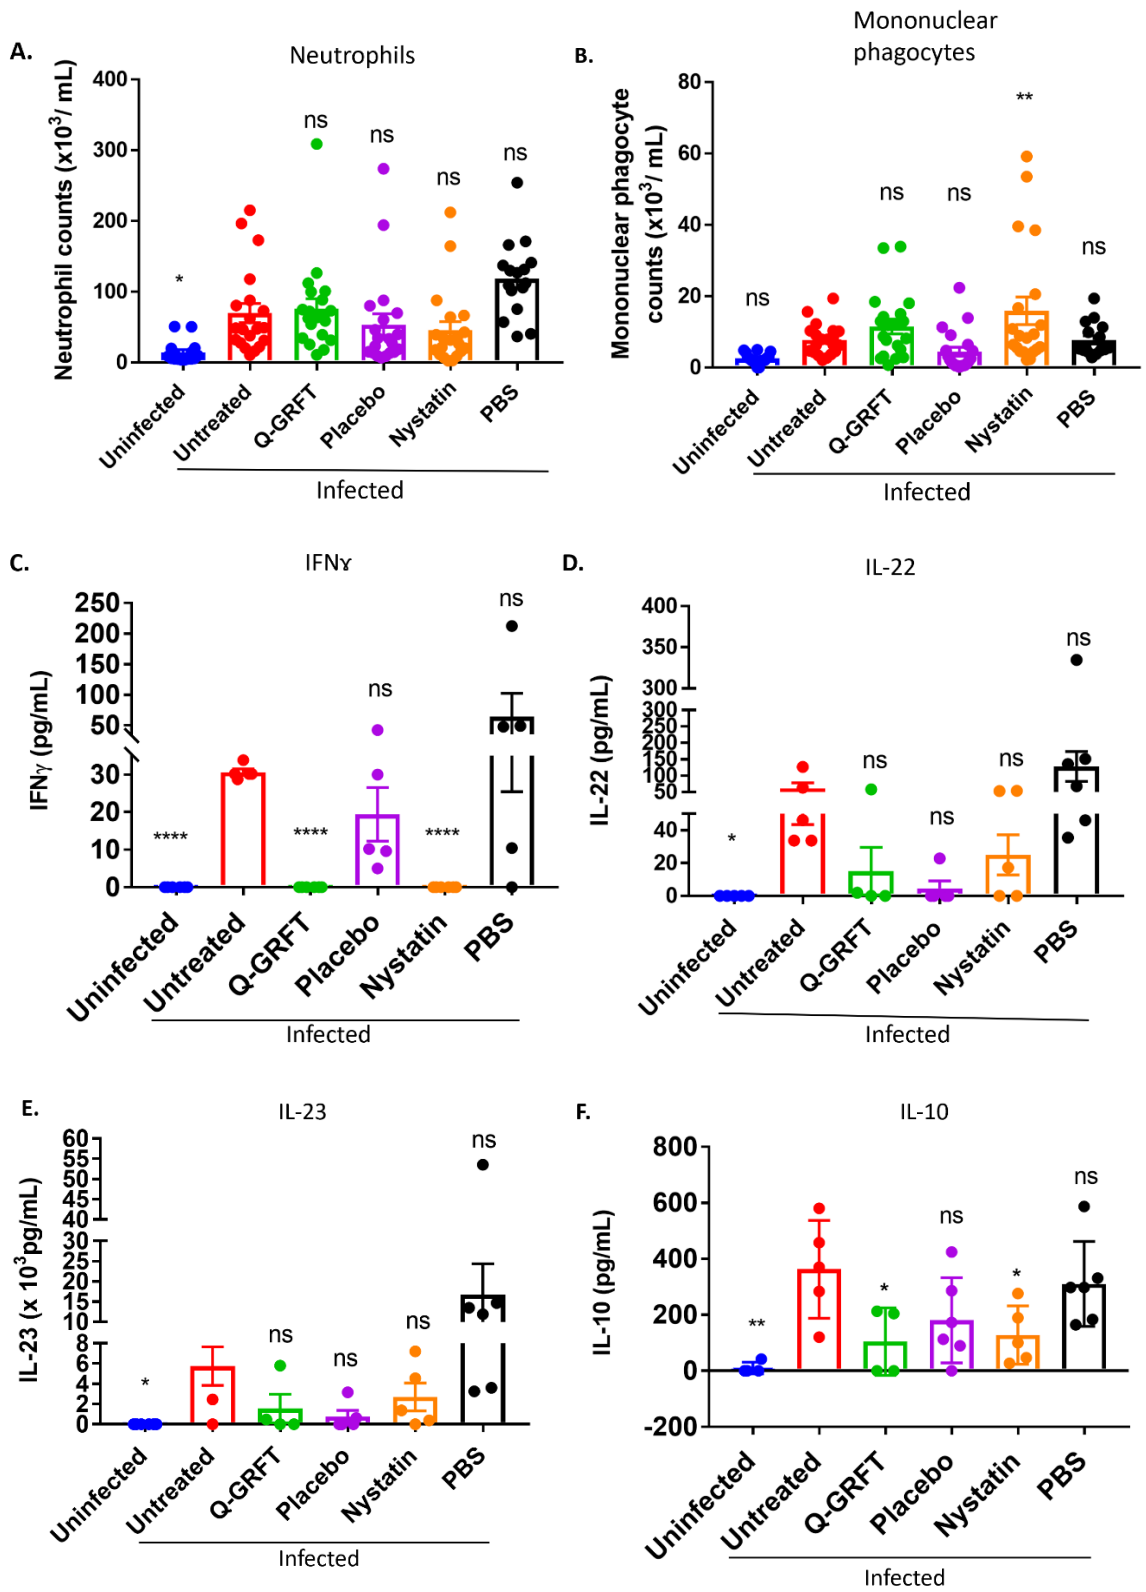 A.
Neutrophils
Neutrophil counts (x10³/ mL)
400
300
200
100
0
*
ns
ns
ns
ns
Uninfected
Untreated
Q-GRFT
Placebo
Nystatin
PBS
Infected
B.
Mononuclear
phagocytes
Mononuclear phagocyte
counts (x10³/ mL)
80
60
40
20
0
ns
ns
ns
**
ns
Uninfected
Untreated
Q-GRFT
Placebo
Nystatin
PBS
Infected
C.
IFNɤ
IFNγ (pg/mL)
250
200
150
100
50
30
20
10
0
****
****
ns
****
ns
Uninfected
Untreated
Q-GRFT
Placebo
Nystatin
PBS
Infected
D.
IL-22
IL-22 (pg/mL)
400
350
300
300
250
200
150
100
50
40
20
0
*
ns
ns
ns
ns
Uninfected
Untreated
Q-GRFT
Placebo
Nystatin
PBS
Infected
E.
IL-23
IL-23 (x 10³pg/mL)
60
55
50
45
40
30
25
20
15
10
8
6
4
2
0
*
ns
ns
ns
ns
Uninfected
Untreated
Q-GRFT
Placebo
Nystatin
PBS
Infected
F.
IL-10
IL-10 (pg/mL)
800
600
400
200
0
-200
**
*
ns
*
ns
Uninfected
Untreated
Q-GRFT
Placebo
Nystatin
PBS
Infected